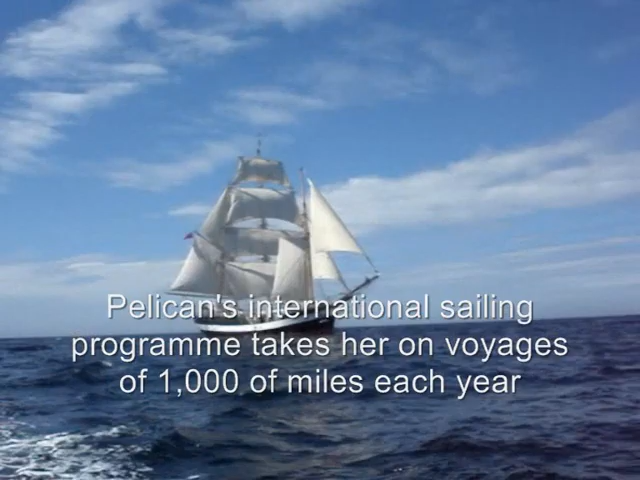 Pelican's international sailing
programme takes her on voyages
of 1,000 of miles each year